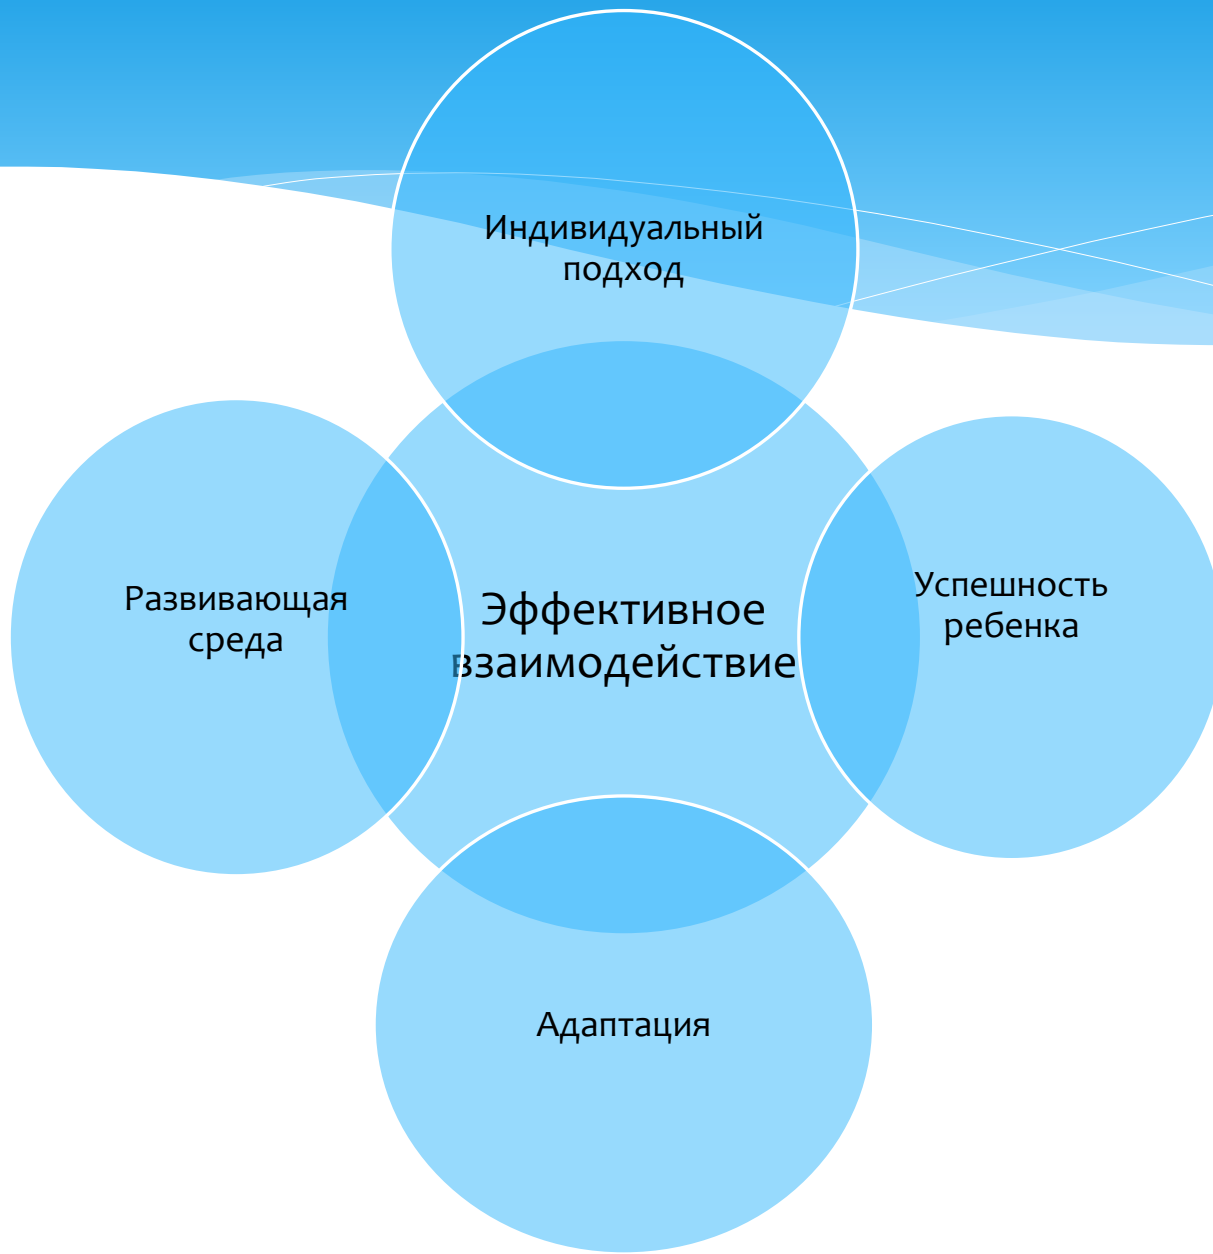 Индивидуальный
подход
Развивающая
среда
Эффективное
взаимодействие
Успешность
ребенка
Адаптация